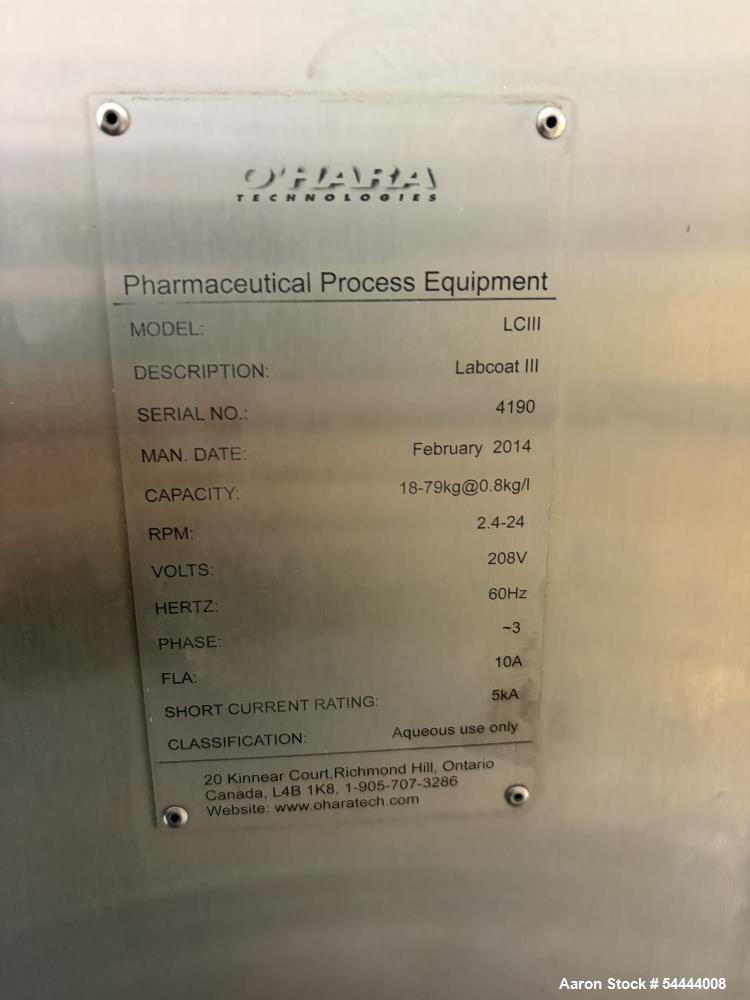 O'HARA
TECHNOLOGIES
Pharmaceutical Process Equipment
MODEL: LCIII
DESCRIPTION: Labcoat III
SERIAL NO.: 4190
MAN. DATE: February 2014
CAPACITY: 18-79kg@0.8kg/l
RPM: 2.4-24
VOLTS: 208V
HERTZ: 60Hz
PHASE: ~3
FLA: 10A
SHORT CURRENT RATING: 5kA
CLASSIFICATION: Aqueous use only
20 Kinnear Court,Richmond Hill, Ontario
Canada, L4B 1K8, 1-905-707-3286
Website: www.oharatech.com
Aaron Stock # 54444008